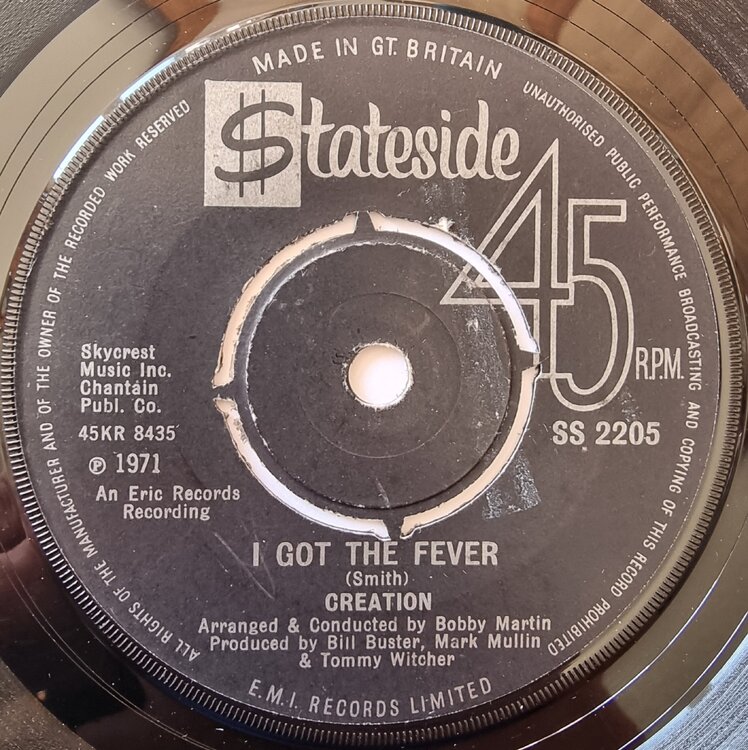 MADE IN GT. BRITAIN
$tateside
45
R.P.M.
SS 2205
Skycrest
Music Inc.
Chantain
Publ. Co.
45KR 8435
℗ 1971
An Eric Records
Recording
I GOT THE FEVER
(Smith)
CREATION
Arranged & Conducted by Bobby Martin
Produced by Bill Buster, Mark Mullin
& Tommy Witcher
E.M.I. RECORDS LIMITED
ALL RIGHTS OF THE MANUFACTURER AND OF THE OWNER OF THE RECORDED WORK RESERVED
UNAUTHORISED PUBLIC PERFORMANCE BROADCASTING AND COPYING OF THIS RECORD PROHIBITED